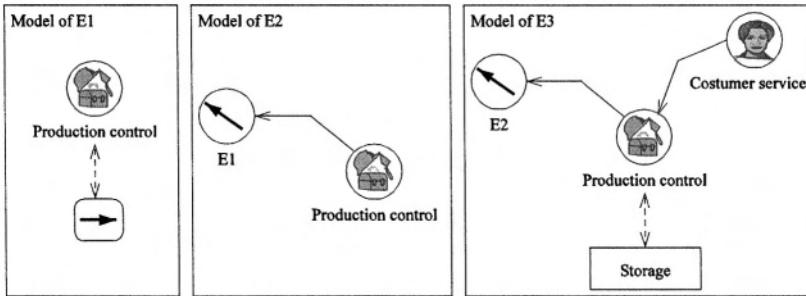 Model of E1
Production control
Model of E2
E1
Production control
Model of E3
Costumer service
E2
Production control
Storage